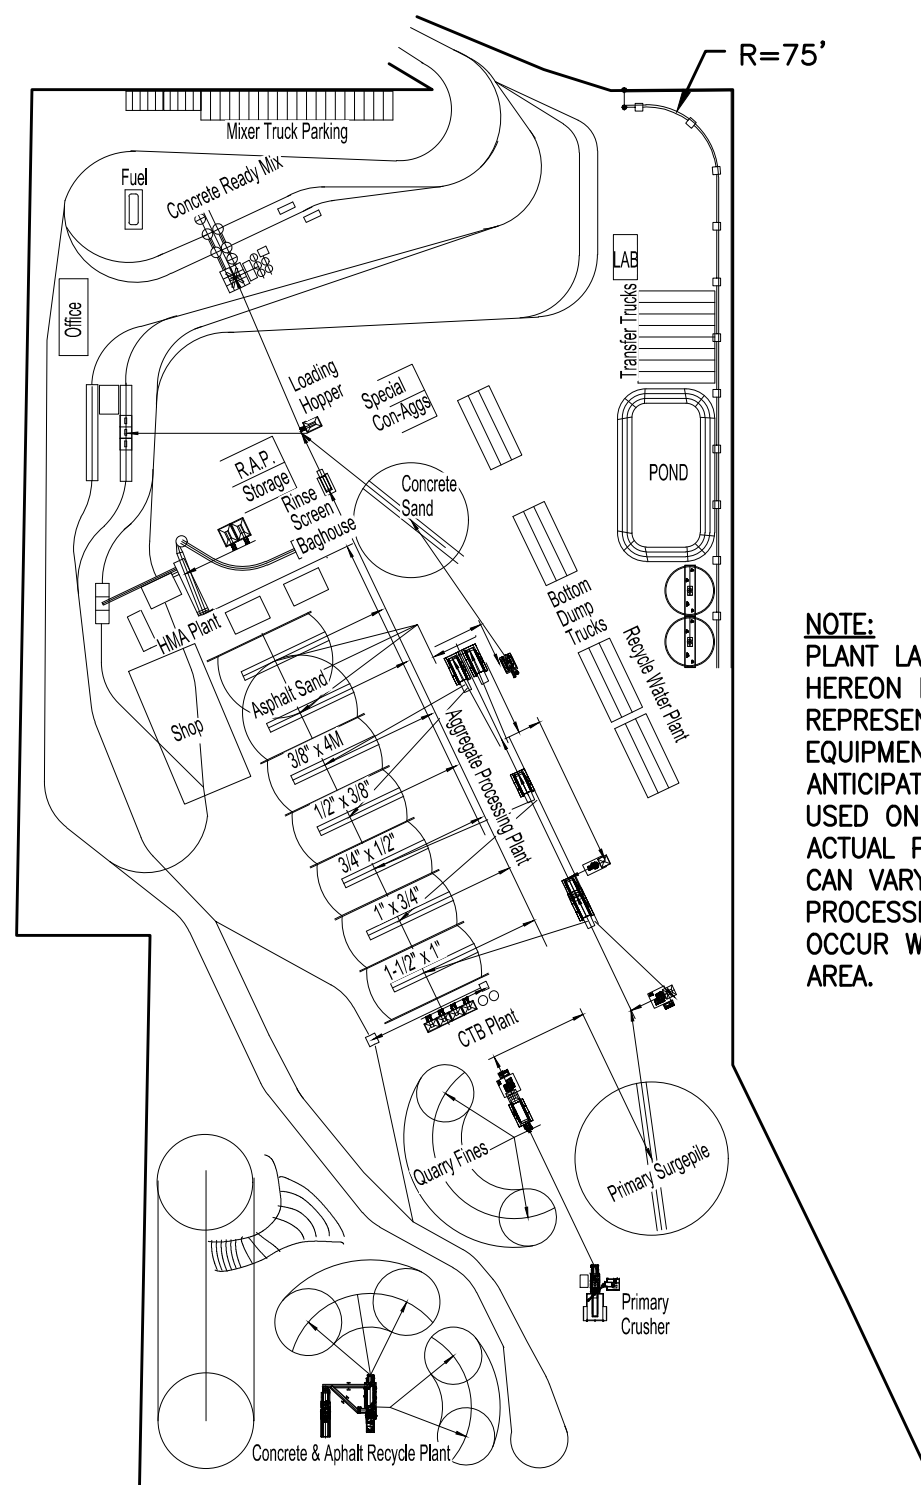 R=75'
Mixer Truck Parking
Concrete Ready Mix
Fuel
LAB
Office
Transfer Trucks
Loading
Hopper
Special
Con-Aggs
R.A.P.
Storage
Rinse
Screen
Concrete
Sand
POND
Baghouse
HMA Plant
Bottom
Dump
Trucks
Recycle Water Plant
Shop
Asphalt Sand
3/8" x 4M
1/2" x 3/8"
3/4" x 1/2"
1" x 3/4"
1-1/2" x 1"
Aggregate Processing Plant
CTB Plant
Quarry Fines
Primary Surgepile
Primary
Crusher
Concrete & Aphalt Recycle Plant
NOTE:
PLANT LA
HEREON
REPRESEN
EQUIPMEN
ANTICIPAT
USED ON
ACTUAL
CAN VARY
PROCESSI
OCCUR W
AREA.